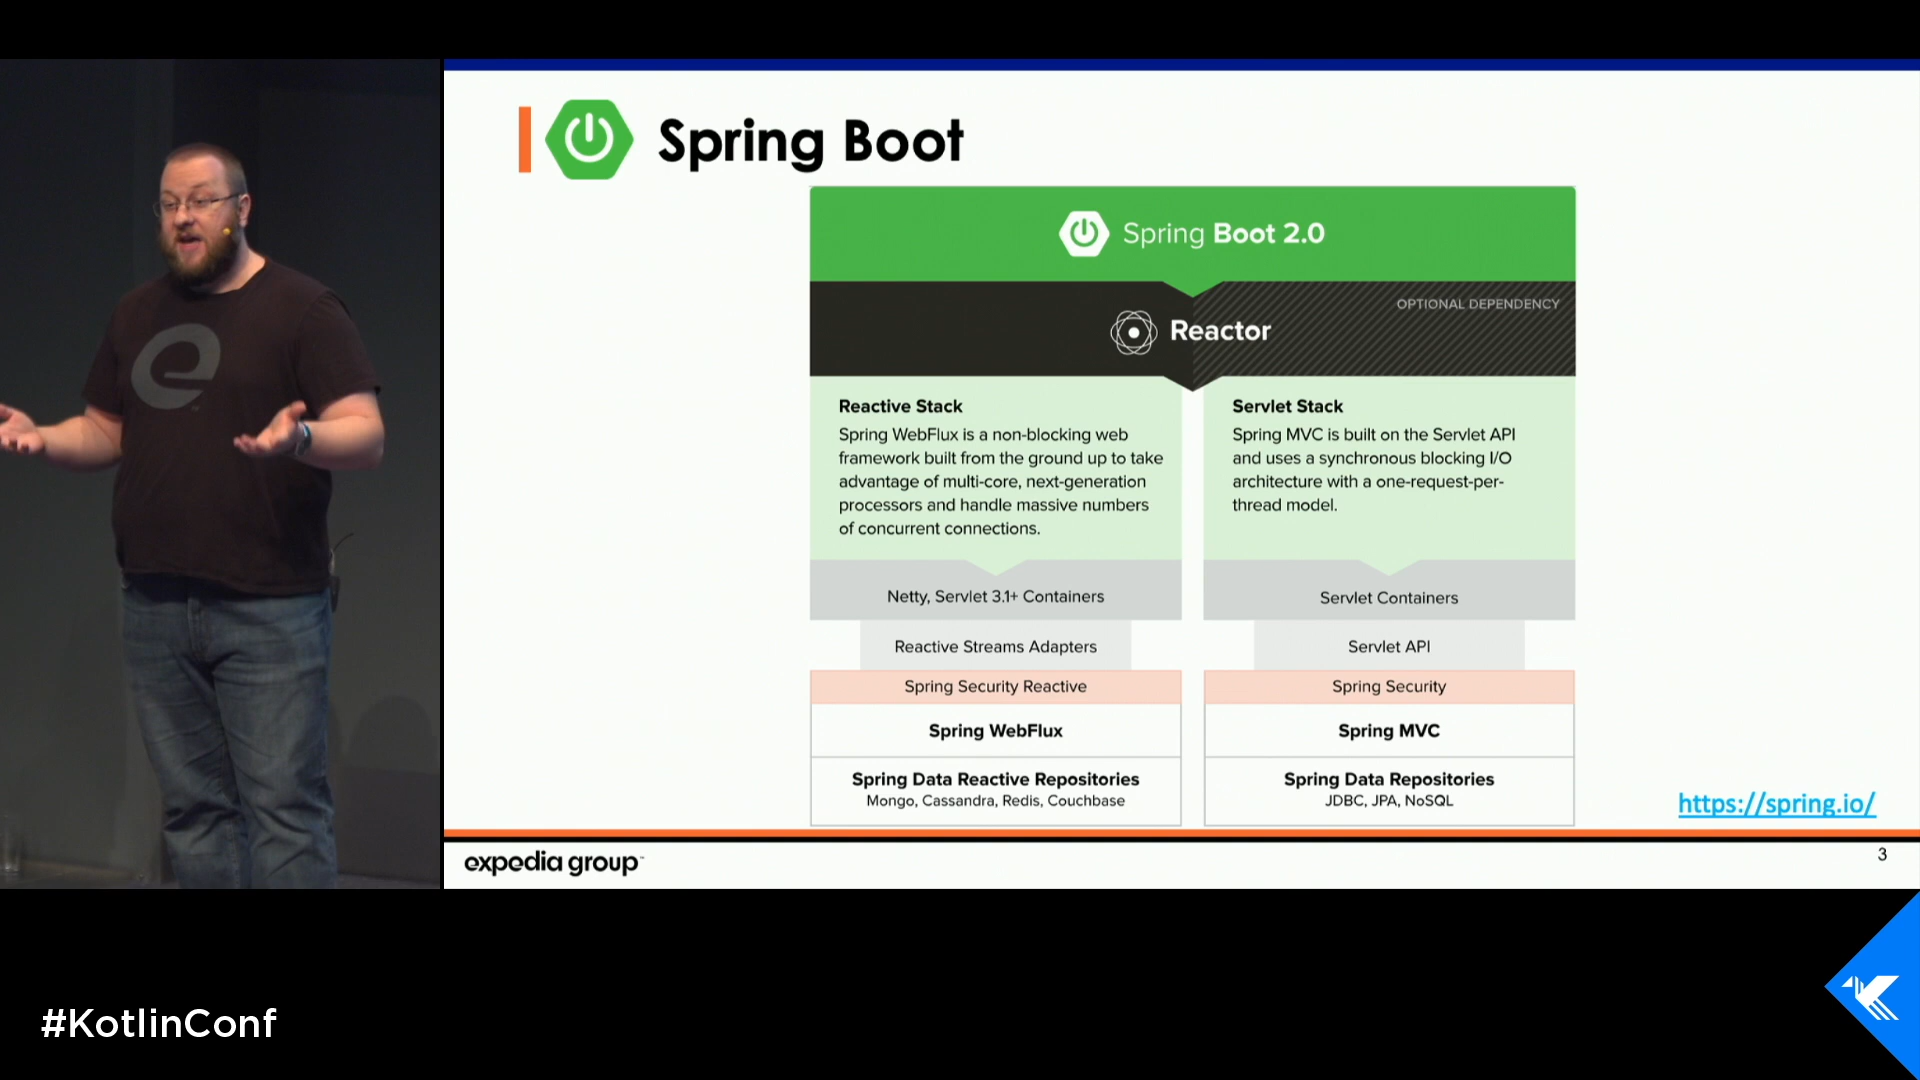 Spring Boot
Spring Boot 2.0
OPTIONAL DEPENDENCY
Reactor
Reactive Stack
Spring WebFlux is a non-blocking web
framework built from the ground up to take
advantage of multi-core, next-generation
processors and handle massive numbers
of concurrent connections.
Netty, Servlet 3.1+ Containers
Reactive Streams Adapters
Spring Security Reactive
Spring WebFlux
Spring Data Reactive Repositories
Mongo, Cassandra, Redis, Couchbase
Servlet Stack
Spring MVC is built on the Servlet API
and uses a synchronous blocking I/O
architecture with a one-request-per-
thread model.
Servlet Containers
Servlet API
Spring Security
Spring MVC
Spring Data Repositories
JDBC, JPA, NoSQL
https://spring.io/
expedia group
3
#KotlinConf